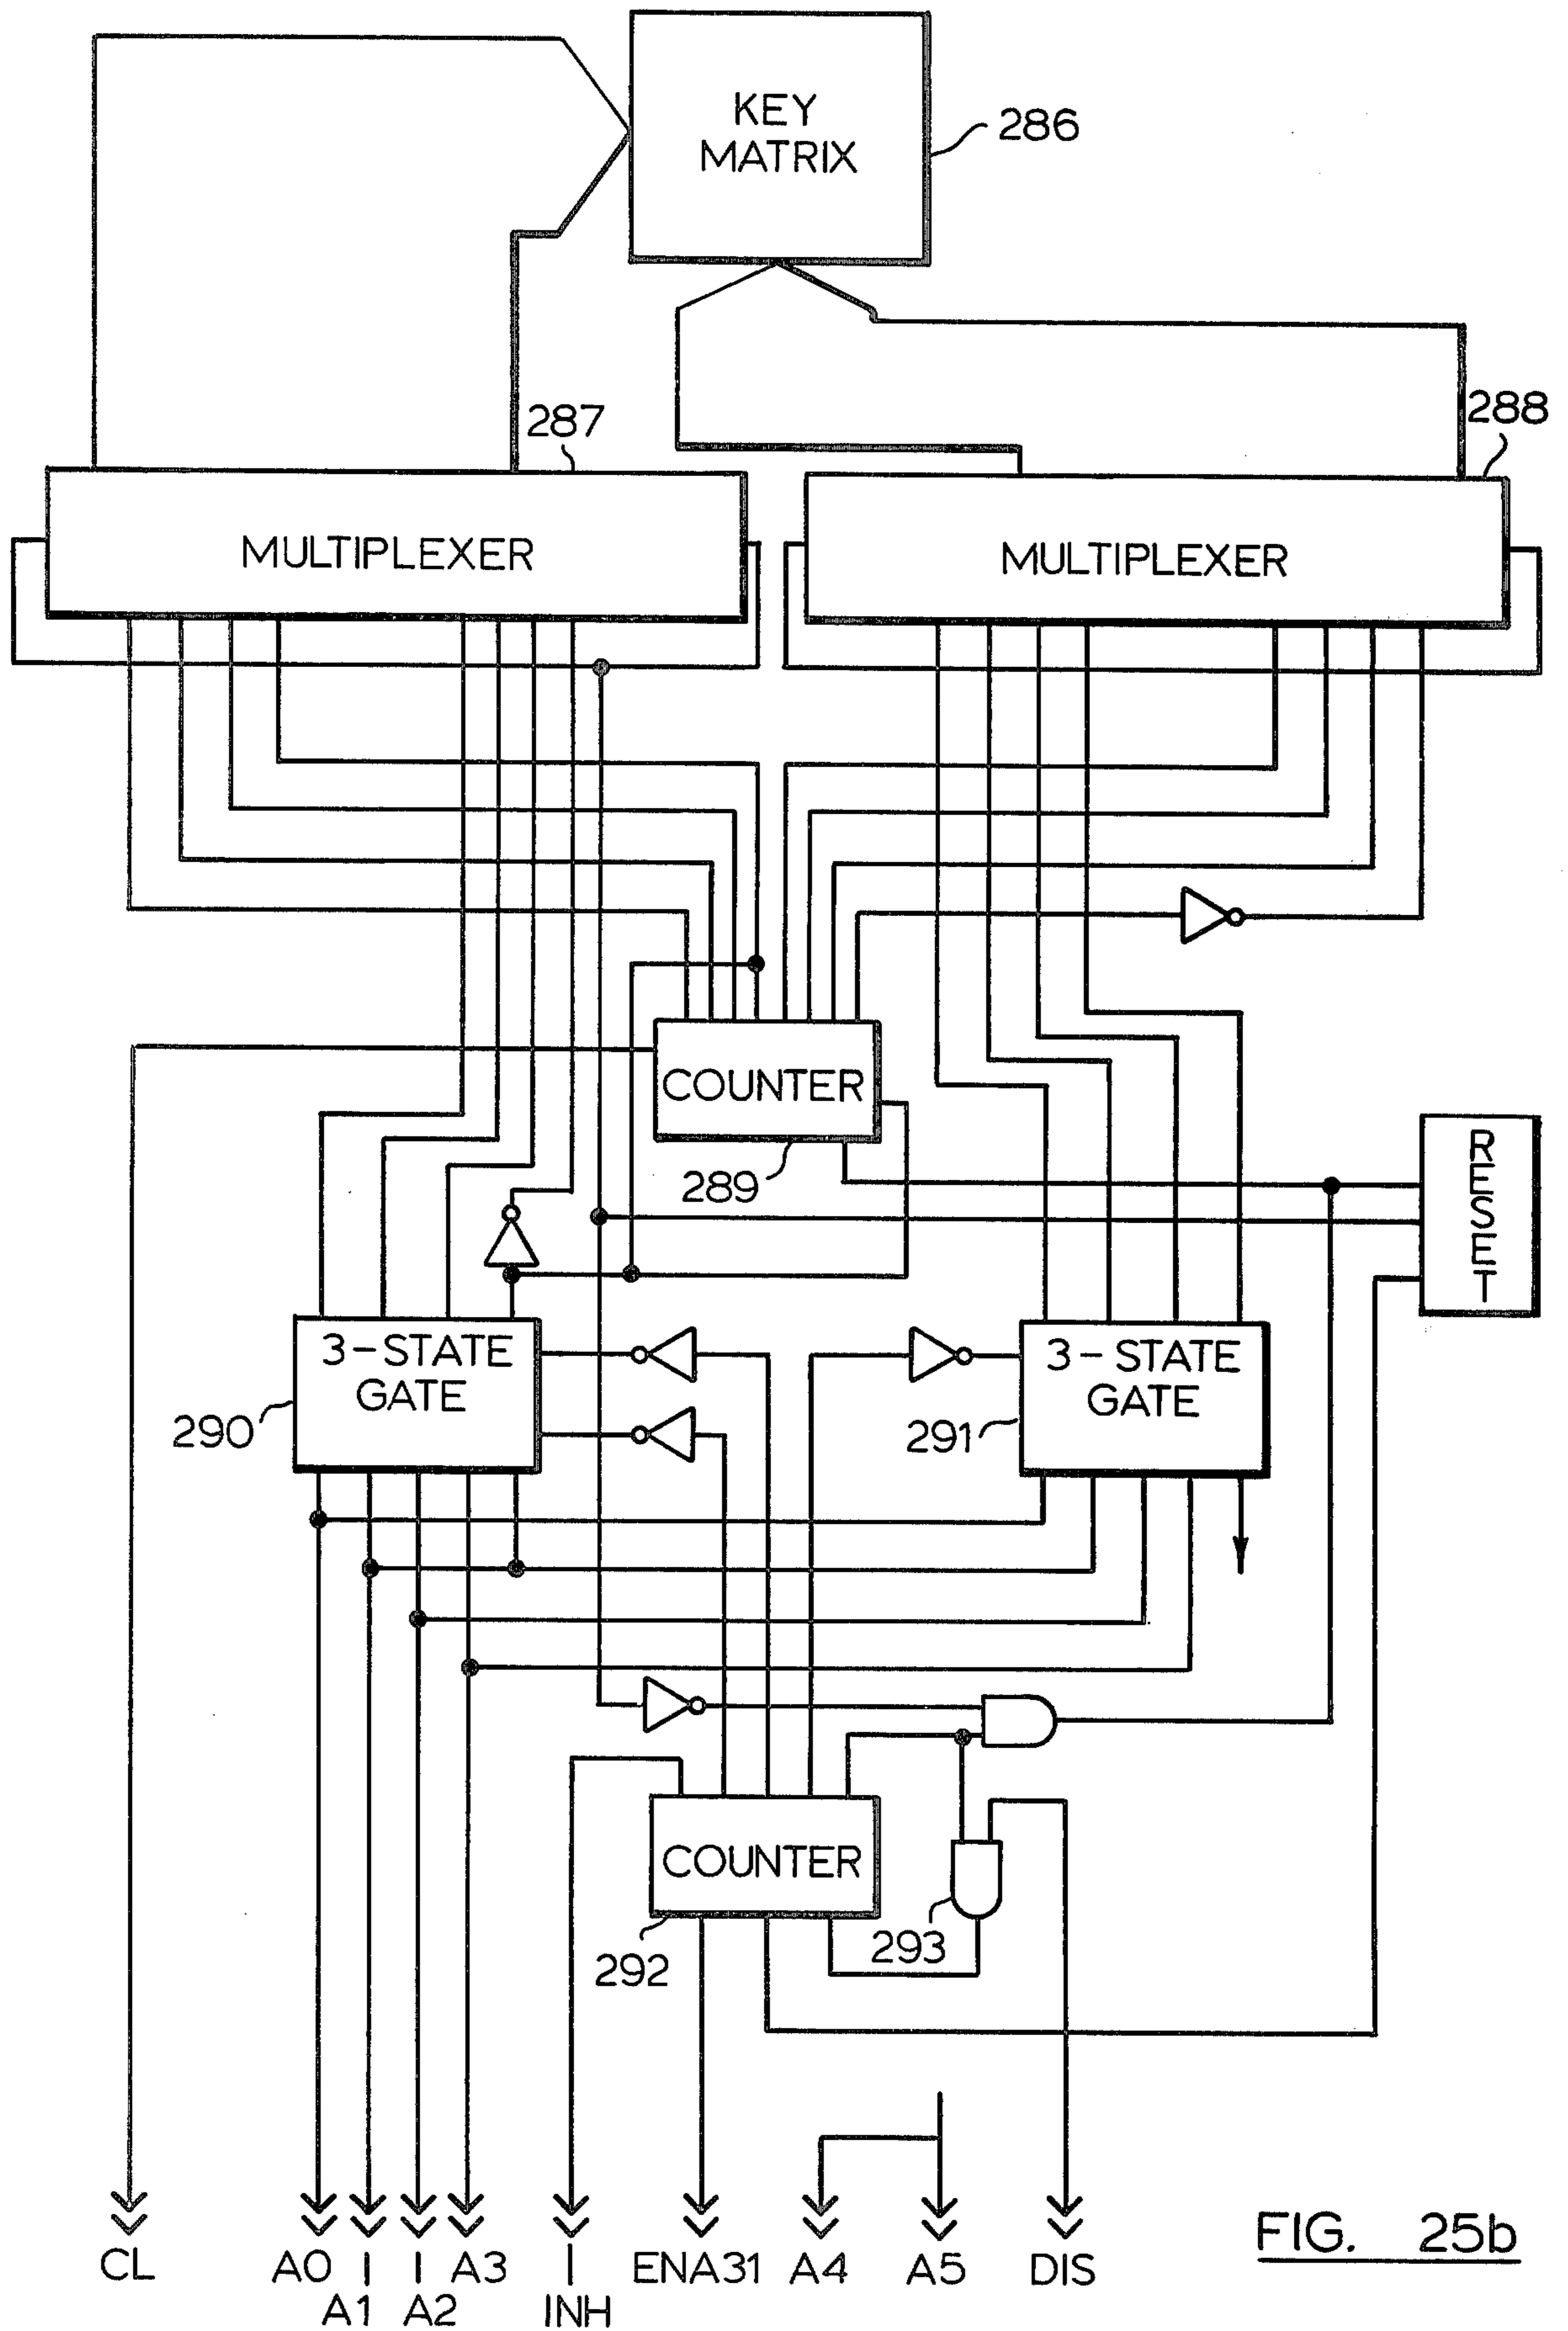 KEY
MATRIX
286
287
288
MULTIPLEXER
MULTIPLEXER
COUNTER
289
RESET
3-STATE
GATE
290
3-STATE
GATE
291
COUNTER
292
293
CL
A0
A1
A2
A3
INH
ENA31
A4
A5
DIS
FIG. 25b